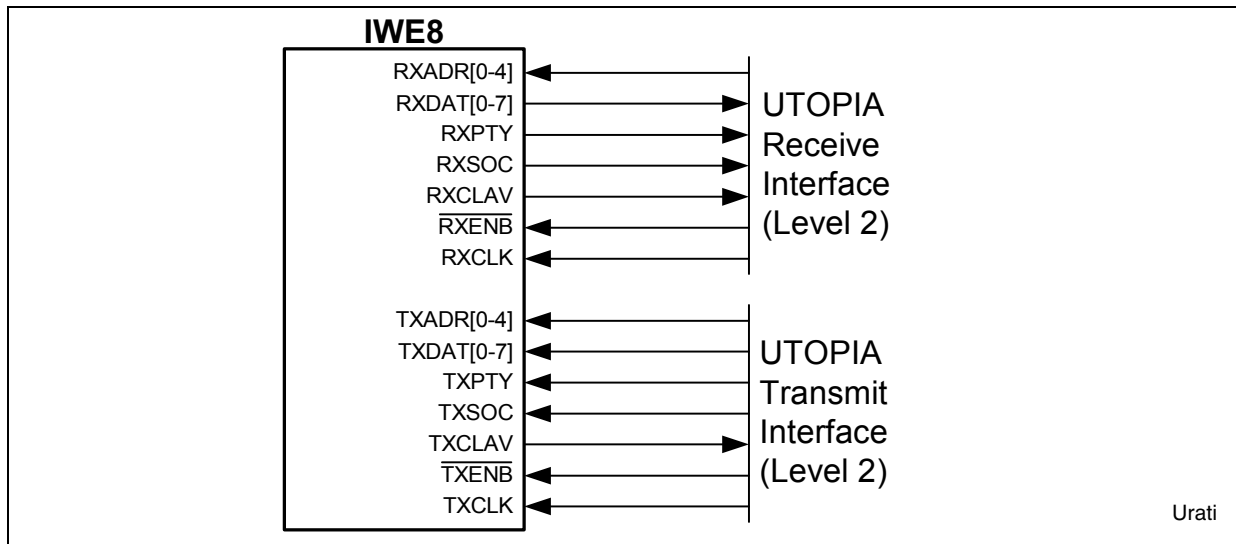 IWE8
RXADR[0-4]
RXDAT[0-7]
RXPTY
RXSOC
RXCLAV
RXENB
RXCLK
UTOPIA
Receive
Interface
(Level 2)
TXADR[0-4]
TXDAT[0-7]
TXPTY
TXSOC
TXCLAV
TXENB
TXCLK
UTOPIA
Transmit
Interface
(Level 2)
Urati